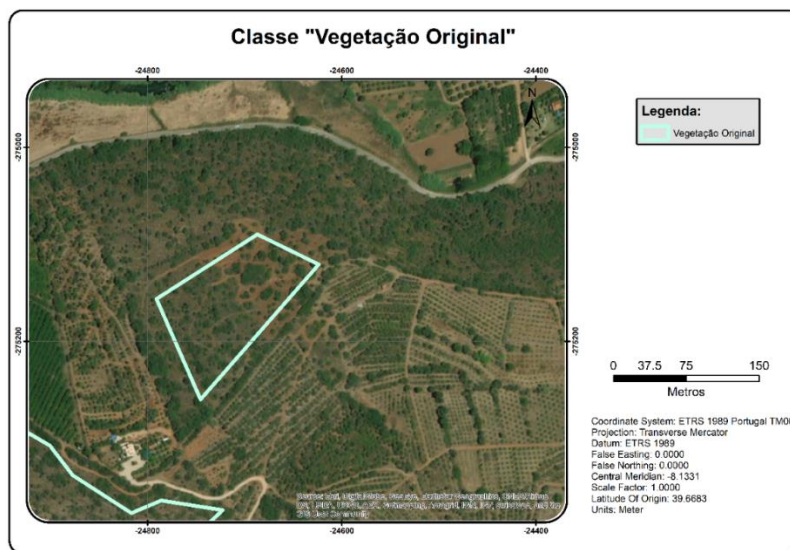 Classe "Vegetação Original"
-24800
-24600
-24400
-275000
-275000
-275200
-275200
-24800
-24600
-24400
N
Legenda:
Vegetação Original
0 37.5 75 150
Metros
Coordinate System: ETRS 1989 Portugal TM06
Projection: Transverse Mercator
Datum: ETRS 1989
False Easting: 0.0000
False Northing: 0.0000
Central Meridian: -8.1331
Scale Factor: 1.0000
Latitude Of Origin: 39.6683
Units: Meter